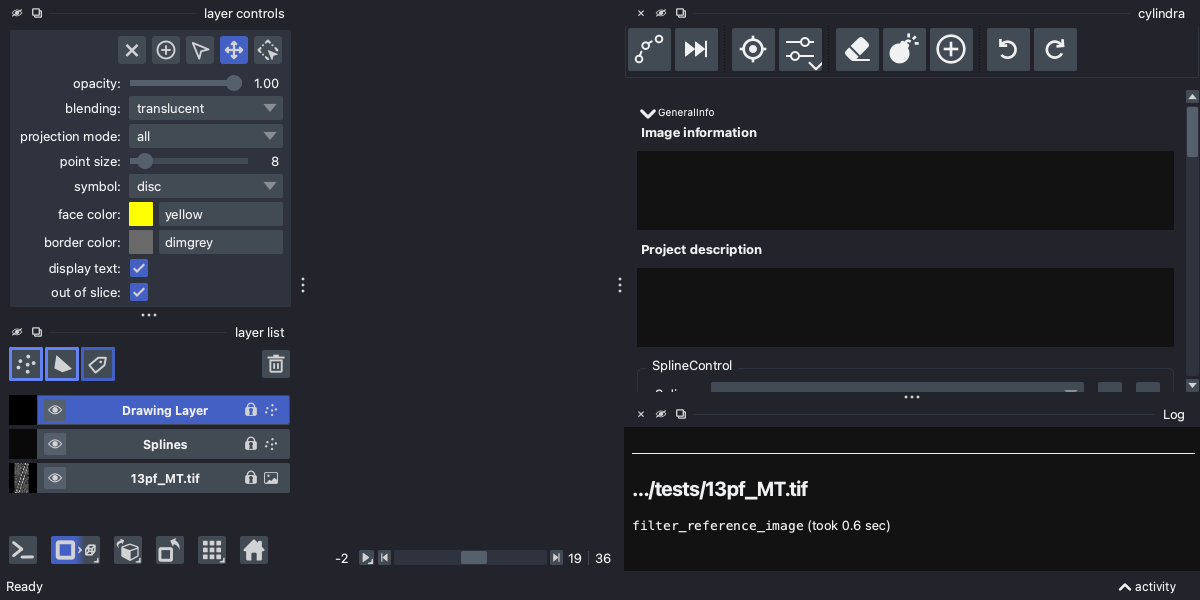 layer controls
opacity: 1.00
blending: translucent
projection mode: all
point size: 8
symbol: disc
face color: yellow
border color: dimgrey
display text:
out of slice:
layer list
Drawing Layer
Splines
13pf_MT.tif
-2 19 36
Ready
cylindra
GeneralInfo
Image information
Project description
SplineControl
Log
.../tests/13pf_MT.tif
filter_reference_image (took 0.6 sec)
activity